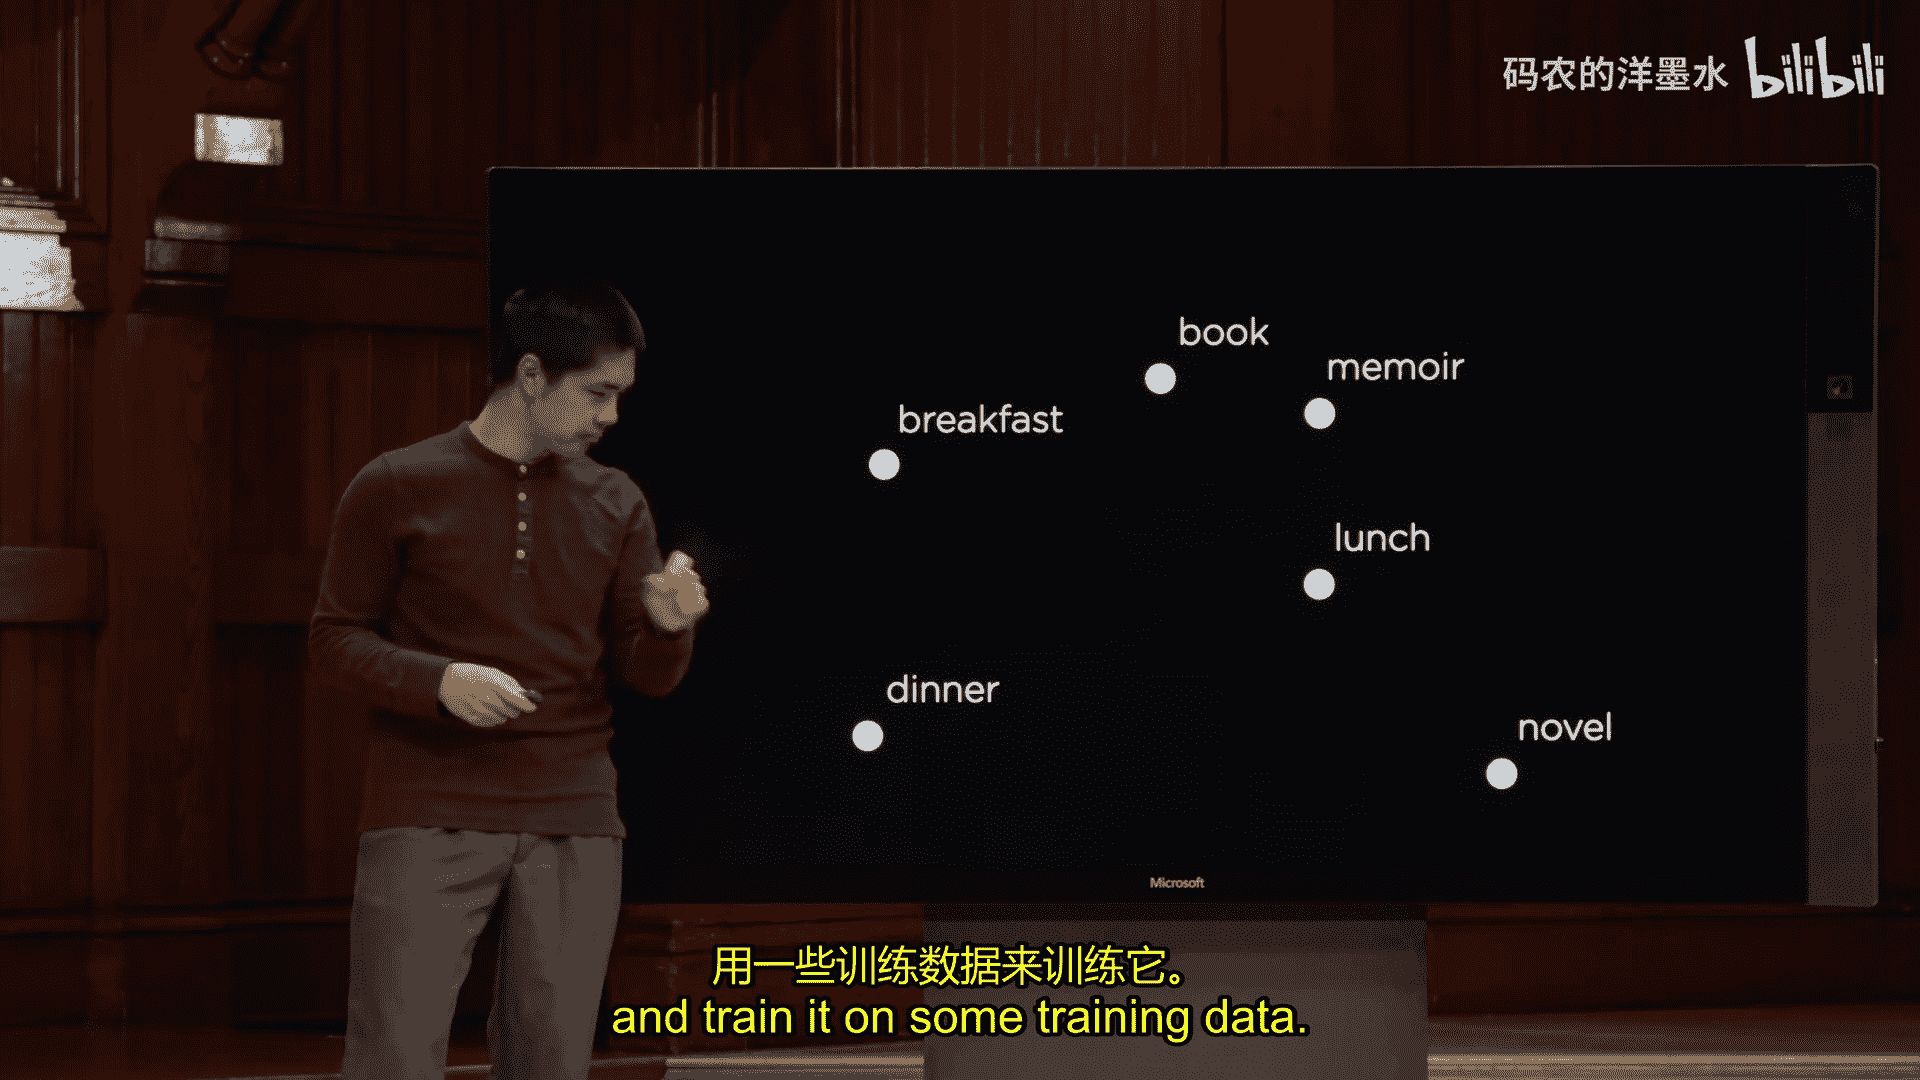 码农的洋墨水 bilibili
book
memoir
breakfast
lunch
dinner
novel
Microsoft
用一些训练数据来训练它。
and train it on some training data.